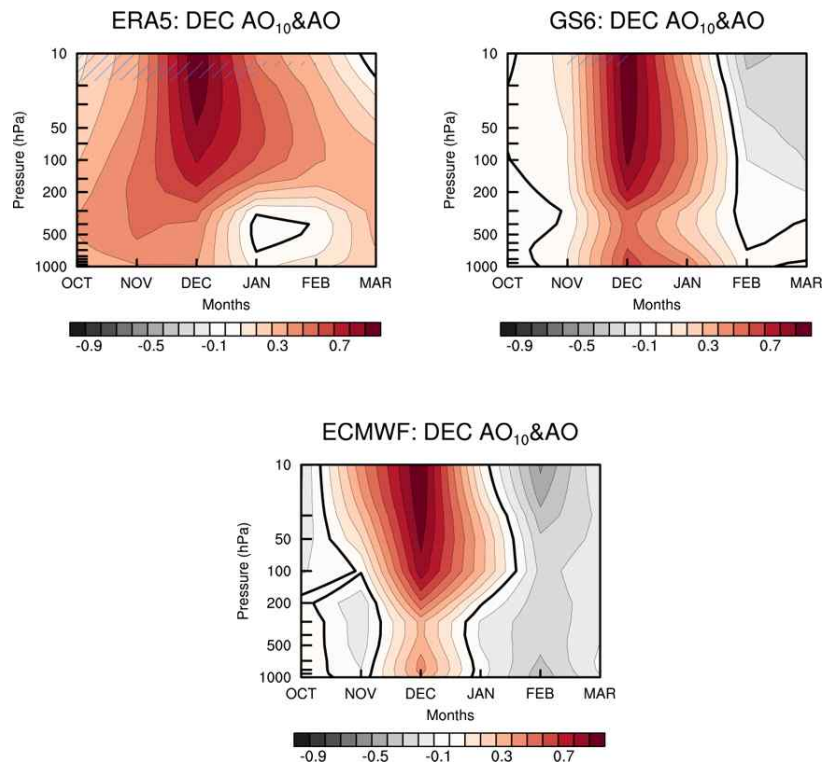 ERA5: DEC AO₁₀&AO
10
50
100
200
500
1000
Pressure (hPa)
OCT NOV DEC JAN FEB MAR
Months
-0.9 -0.5 -0.1 0.3 0.7
GS6: DEC AO₁₀&AO
10
50
100
200
500
1000
Pressure (hPa)
OCT NOV DEC JAN FEB MAR
Months
-0.9 -0.5 -0.1 0.3 0.7
ECMWF: DEC AO₁₀&AO
10
50
100
200
500
1000
Pressure (hPa)
OCT NOV DEC JAN FEB MAR
Months
-0.9 -0.5 -0.1 0.3 0.7